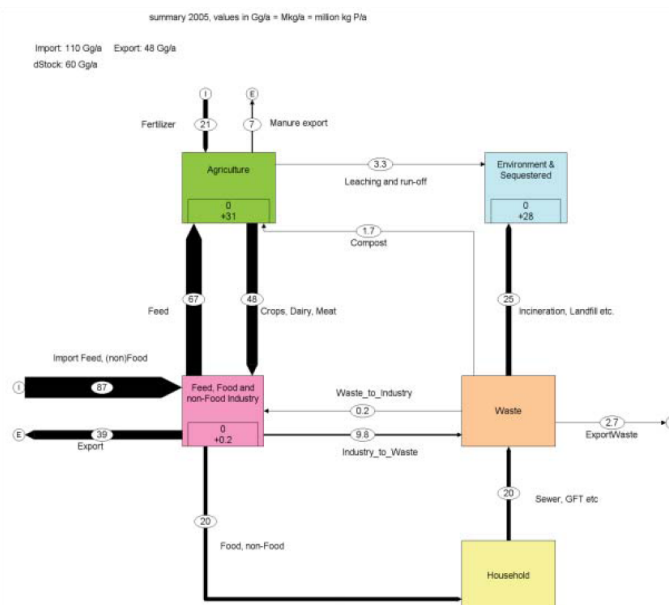 summary 2005, values in Gg/a = Mkg/a = million kg P/a
Import: 110 Gg/a Export: 48 Gg/a
dStock: 60 Gg/a
I
E
Fertilizer
21
7
Manure export
Agriculture
3.3
Environment &
Sequestered
Leaching and run-off
0
+31
0
+28
1.7
Compost
67
48
25
Feed
Crops, Dairy, Meat
Incineration, Landfill etc.
Import Feed, (non)Food
I
87
Feed, Food and
non-Food Industry
Waste_to_Industry
0.2
Waste
0
+0.2
2.7
ExportWaste
E
39
9.8
Export
Industry_to_Waste
20
20
Sewer, GFT etc
Food, non-Food
Household